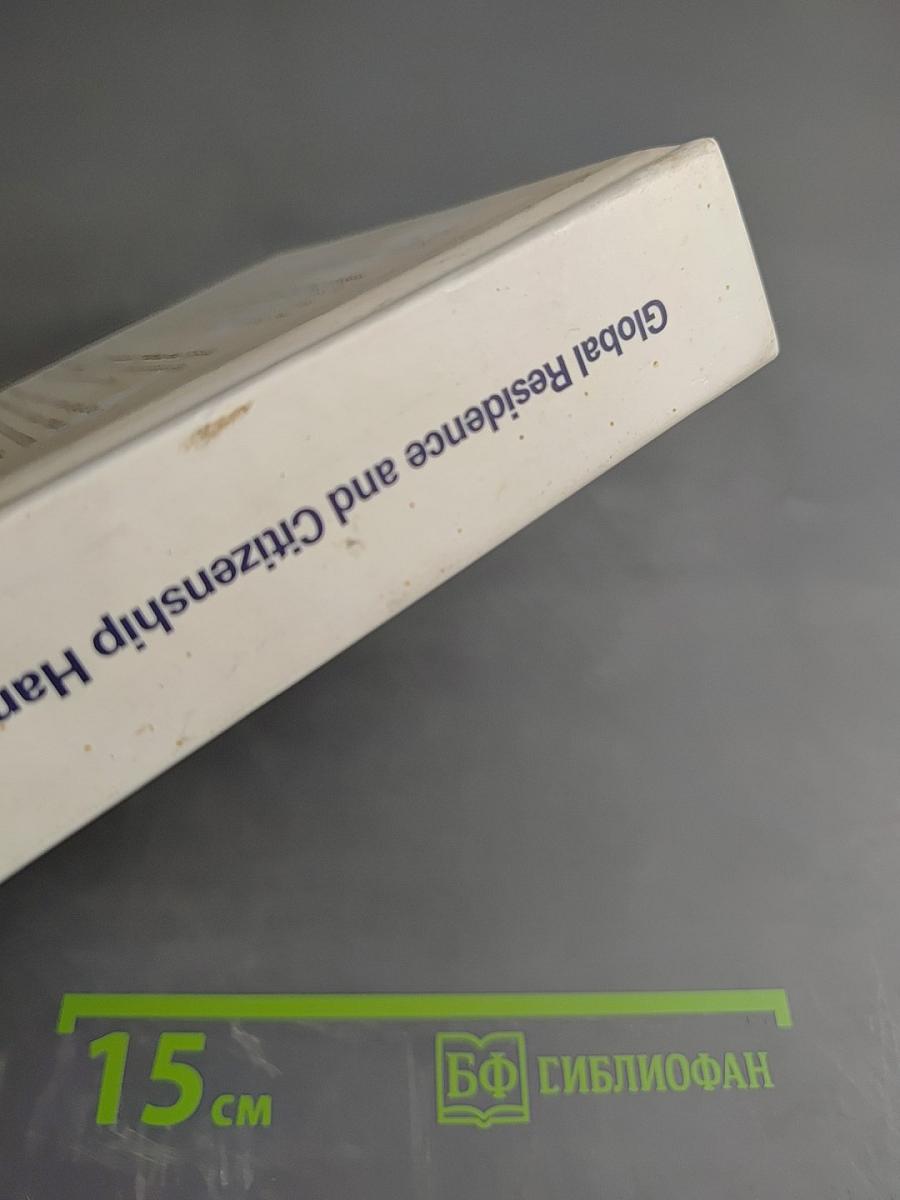 Global Residence and Citizenship Han
15 см
БФ БИБЛИОФАН